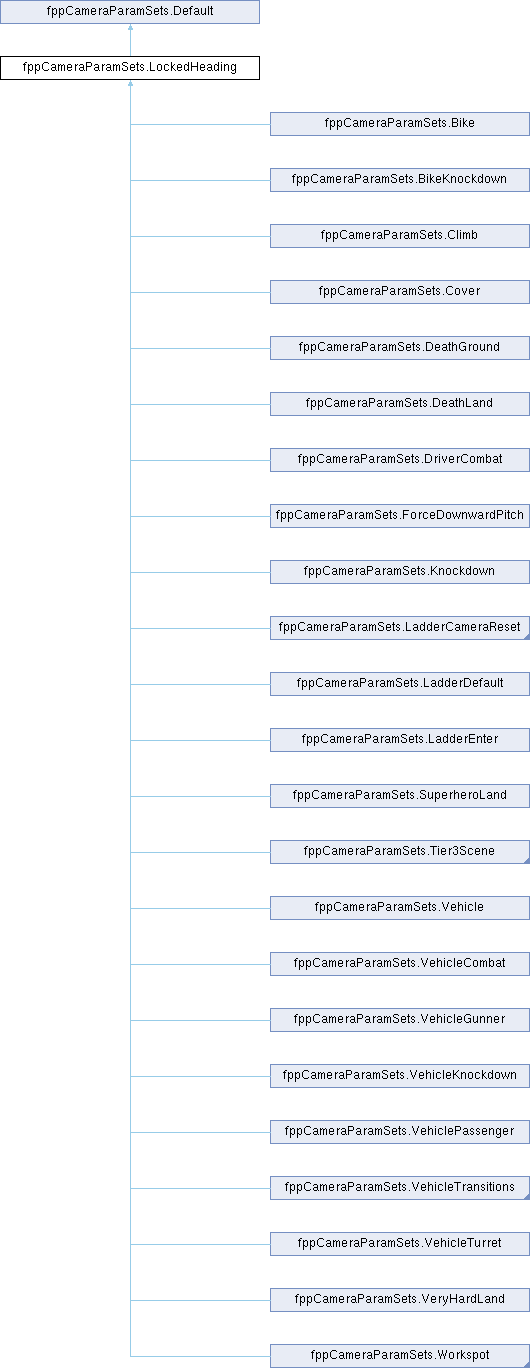 fppCameraParamSets.Default
fppCameraParamSets.LockedHeading
fppCameraParamSets.Bike
fppCameraParamSets.BikeKnockdown
fppCameraParamSets.Climb
fppCameraParamSets.Cover
fppCameraParamSets.DeathGround
fppCameraParamSets.DeathLand
fppCameraParamSets.DriverCombat
fppCameraParamSets.ForceDownwardPitch
fppCameraParamSets.Knockdown
fppCameraParamSets.LadderCameraReset
fppCameraParamSets.LadderDefault
fppCameraParamSets.LadderEnter
fppCameraParamSets.SuperheroLand
fppCameraParamSets.Tier3Scene
fppCameraParamSets.Vehicle
fppCameraParamSets.VehicleCombat
fppCameraParamSets.VehicleGunner
fppCameraParamSets.VehicleKnockdown
fppCameraParamSets.VehiclePassenger
fppCameraParamSets.VehicleTransitions
fppCameraParamSets.VehicleTurret
fppCameraParamSets.VeryHardLand
fppCameraParamSets.Workspot